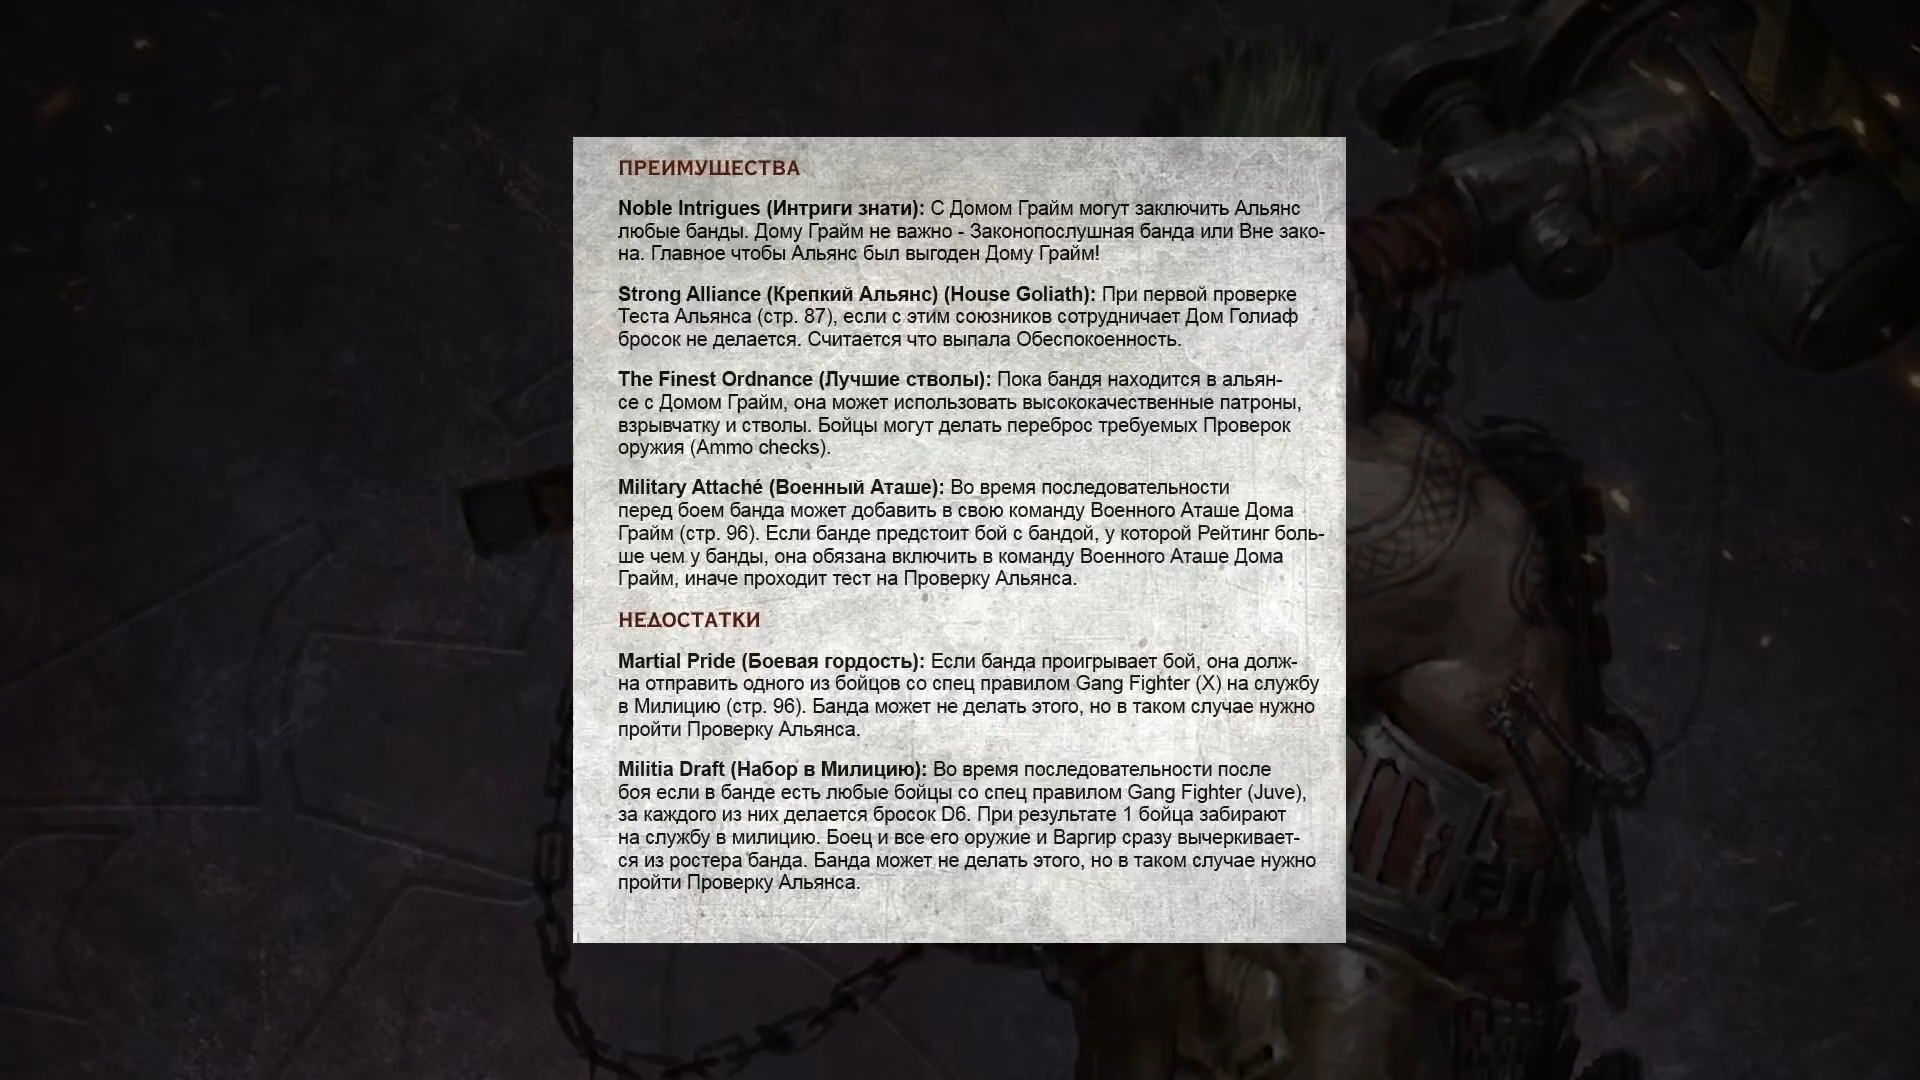 ПРЕИМУЩЕСТВА
Noble Intrigues (Интриги знати): С Домом Грайм могут заключить Альянс
любые банды. Дому Грайм не важно - Законопослушная банда или Вне зако-
на. Главное чтобы Альянс был выгоден Дому Грайм!
Strong Alliance (Крепкий Альянс) (House Goliath): При первой проверке
Теста Альянса (стр. 87), если с этим союзников сотрудничает Дом Голиаф
бросок не делается. Считается что выпала Обеспокоенность.
The Finest Ordnance (Лучшие стволы): Пока бандя находится в альян-
се с Домом Грайм, она может использовать высококачественные патроны,
взрывчатку и стволы. Бойцы могут делать переброс требуемых Проверок
оружия (Ammo checks).
Military Attaché (Военный Аташе): Во время последовательности
перед боем банда может добавить в свою команду Военного Аташе Дома
Грайм (стр. 96). Если банде предстоит бой с бандой, у которой Рейтинг боль-
ше чем у банды, она обязана включить в команду Военного Аташе Дома
Грайм, иначе проходит тест на Проверку Альянса.
НЕДОСТАТКИ
Martial Pride (Боевая гордость): Если банда проигрывает бой, она долж-
на отправить одного из бойцов со спец правилом Gang Fighter (X) на службу
в Милицию (стр. 96). Банда может не делать этого, но в таком случае нужно
пройти Проверку Альянса.
Militia Draft (Набор в Милицию): Во время последовательности после
боя если в банде есть любые бойцы со спец правилом Gang Fighter (Juve),
за каждого из них делается бросок D6. При результате 1 бойца забирают
на службу в милицию. Боец и все его оружие и Варгир сразу вычеркивает-
ся из ростера банда. Банда может не делать этого, но в таком случае нужно
пройти Проверку Альянса.